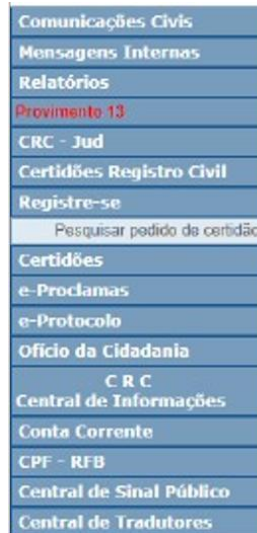 Comunicações Civis
Mensagens Internas
Relatórios
Provimento 13
CRC - Jud
Certidões Registro Civil
Registre-se
Pesquisar pedido de certidão
Certidões
e-Proclamas
e-Protocolo
Ofício da Cidadania
C R C
Central de Informações
Conta Corrente
CPF - RFB
Central de Sinal Público
Central de Tradutores